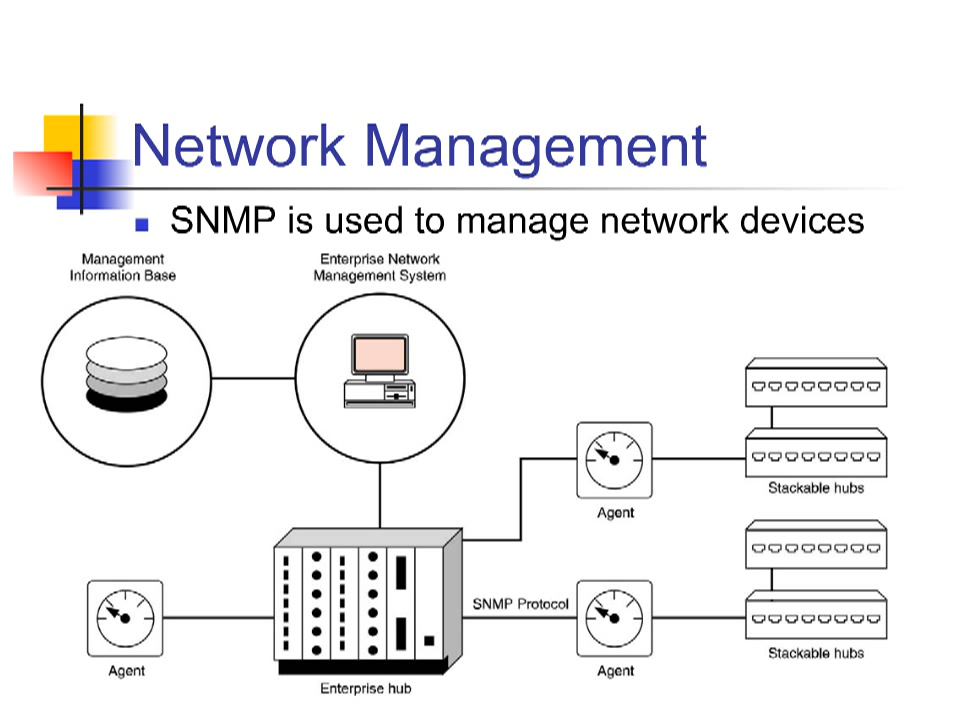 Network Management
SNMP is used to manage network devices
Management
Information Base
Enterprise Network
Management System
Agent
Stackable hubs
SNMP Protocol
Agent
Agent
Stackable hubs
Enterprise hub